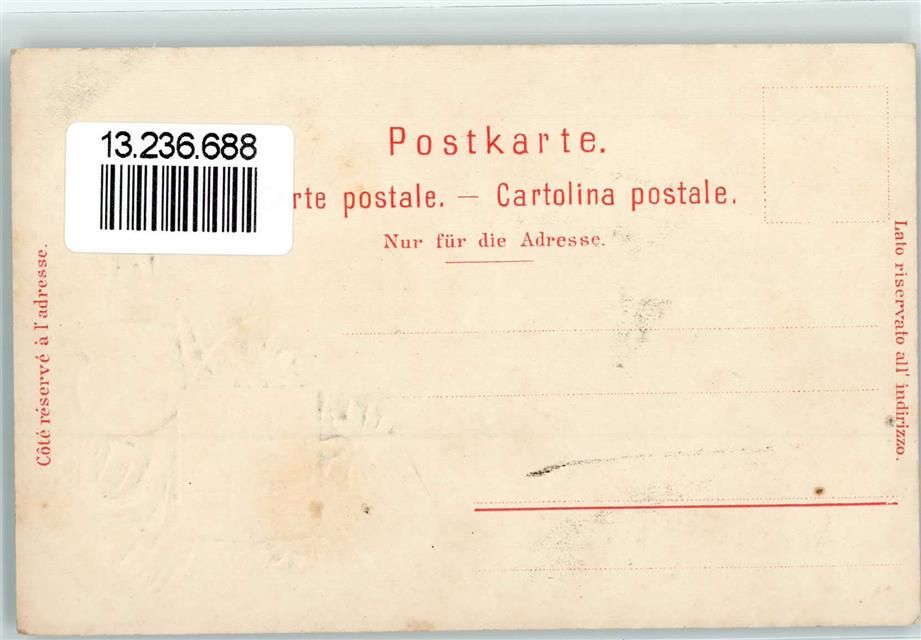 13.236.688
Postkarte.
rte postale. — Cartolina postale.
Nur für die Adresse.
Côté réservé à l'adresse.
Lato riservato all' indirizzo.